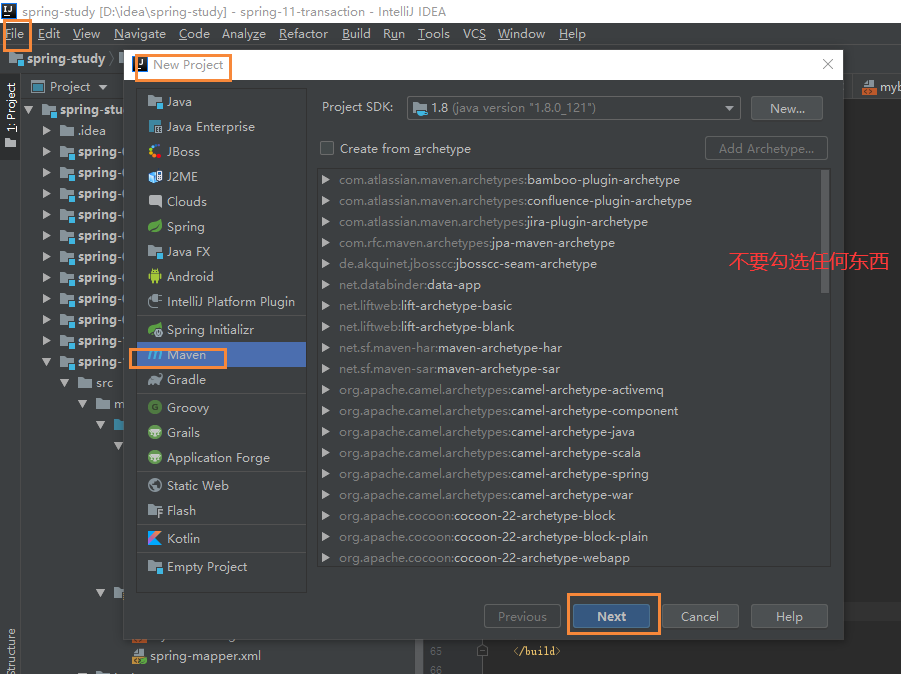 spring-study [D:\idea\spring-study] - spring-11-transaction - IntelliJ IDEA
File Edit View Navigate Code Analyze Refactor Build Run Tools VCS Window Help
spring-study
New Project
1: Project
Project
myb
spring-stu
.idea
spring-
spring-
spring-
spring-
spring-
spring-
spring-
spring-
spring-
spring-
spring-
src
m
Java
Java Enterprise
JBoss
J2ME
Clouds
Spring
Java FX
Android
IntelliJ Platform Plugin
Spring Initializr
Maven
Gradle
Groovy
Grails
Application Forge
Static Web
Flash
Kotlin
Empty Project
Project SDK: 1.8 (java version "1.8.0_121") New...
Create from archetype Add Archetype...
com.atlassian.maven.archetypes:bamboo-plugin-archetype
com.atlassian.maven.archetypes:confluence-plugin-archetype
com.atlassian.maven.archetypes:jira-plugin-archetype
com.rfc.maven.archetypes:jpa-maven-archetype
de.akquinet.jbosscc:jbosscc-seam-archetype
net.databinder:data-app
net.liftweb:lift-archetype-basic
net.liftweb:lift-archetype-blank
net.sf.maven-har:maven-archetype-har
net.sf.maven-sar:maven-archetype-sar
org.apache.camel.archetypes:camel-archetype-activemq
org.apache.camel.archetypes:camel-archetype-component
org.apache.camel.archetypes:camel-archetype-java
org.apache.camel.archetypes:camel-archetype-scala
org.apache.camel.archetypes:camel-archetype-spring
org.apache.camel.archetypes:camel-archetype-war
org.apache.cocoon:cocoon-22-archetype-block
org.apache.cocoon:cocoon-22-archetype-block-plain
org.apache.cocoon:cocoon-22-archetype-webapp
不要勾选任何东西
Previous Next Cancel Help
Structure
spring-mapper.xml
65 </build>
66